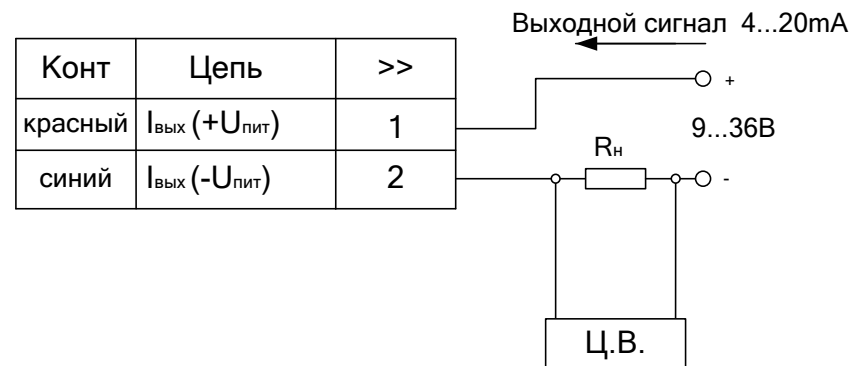 Выходной сигнал 4...20mA
Конт Цепь >>
красный Iвых (+Uпит) 1
синий Iвых (-Uпит) 2
+
9...36В
Rн
-
Ц.В.